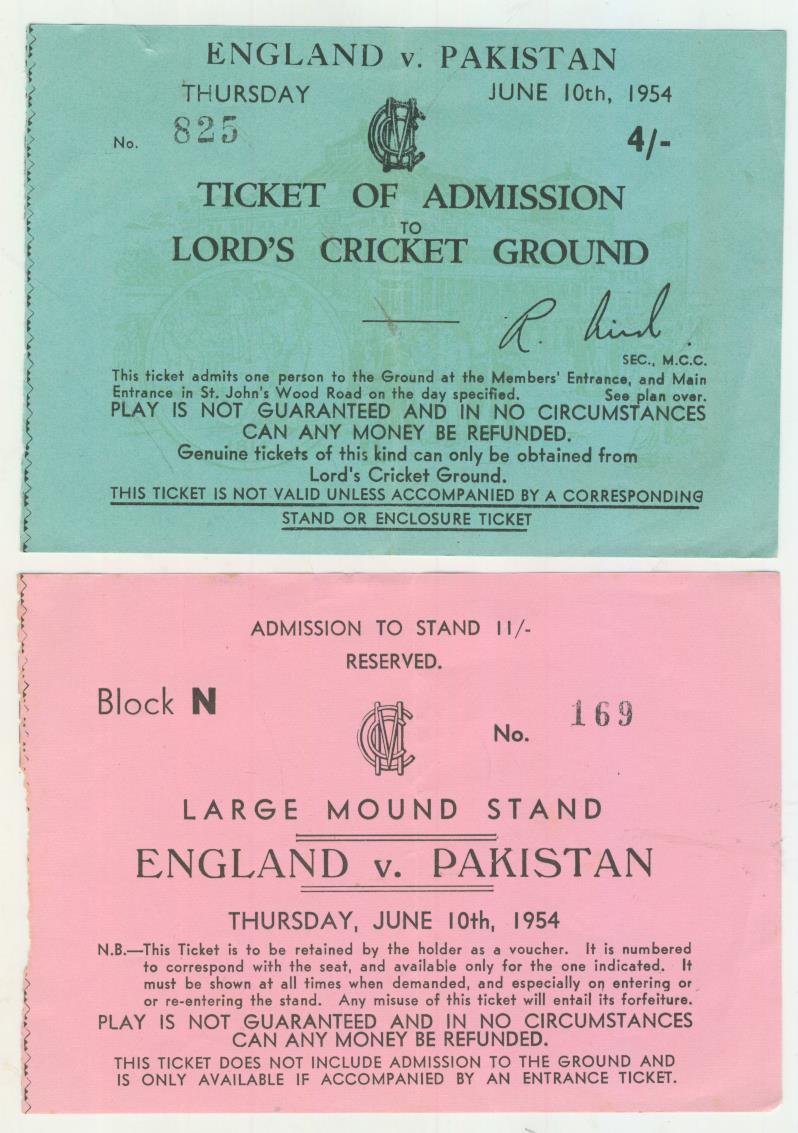 ENGLAND v. PAKISTAN
THURSDAY JUNE 10th, 1954
No. 825 4/-
MCC
TICKET OF ADMISSION
TO
LORD'S CRICKET GROUND
R. Aird.
SEC., M.C.C.
This ticket admits one person to the Ground at the Members' Entrance, and Main
Entrance in St. John's Wood Road on the day specified. See plan over.
PLAY IS NOT GUARANTEED AND IN NO CIRCUMSTANCES
CAN ANY MONEY BE REFUNDED.
Genuine tickets of this kind can only be obtained from
Lord's Cricket Ground.
THIS TICKET IS NOT VALID UNLESS ACCOMPANIED BY A CORRESPONDING
STAND OR ENCLOSURE TICKET
ADMISSION TO STAND 11/-
RESERVED.
Block N
MCC
No. 169
LARGE MOUND STAND
ENGLAND v. PAKISTAN
THURSDAY, JUNE 10th, 1954
N.B.—This Ticket is to be retained by the holder as a voucher. It is numbered
to correspond with the seat, and available only for the one indicated. It
must be shown at all times when demanded, and especially on entering or
or re-entering the stand. Any misuse of this ticket will entail its forfeiture.
PLAY IS NOT GUARANTEED AND IN NO CIRCUMSTANCES
CAN ANY MONEY BE REFUNDED.
THIS TICKET DOES NOT INCLUDE ADMISSION TO THE GROUND AND
IS ONLY AVAILABLE IF ACCOMPANIED BY AN ENTRANCE TICKET.